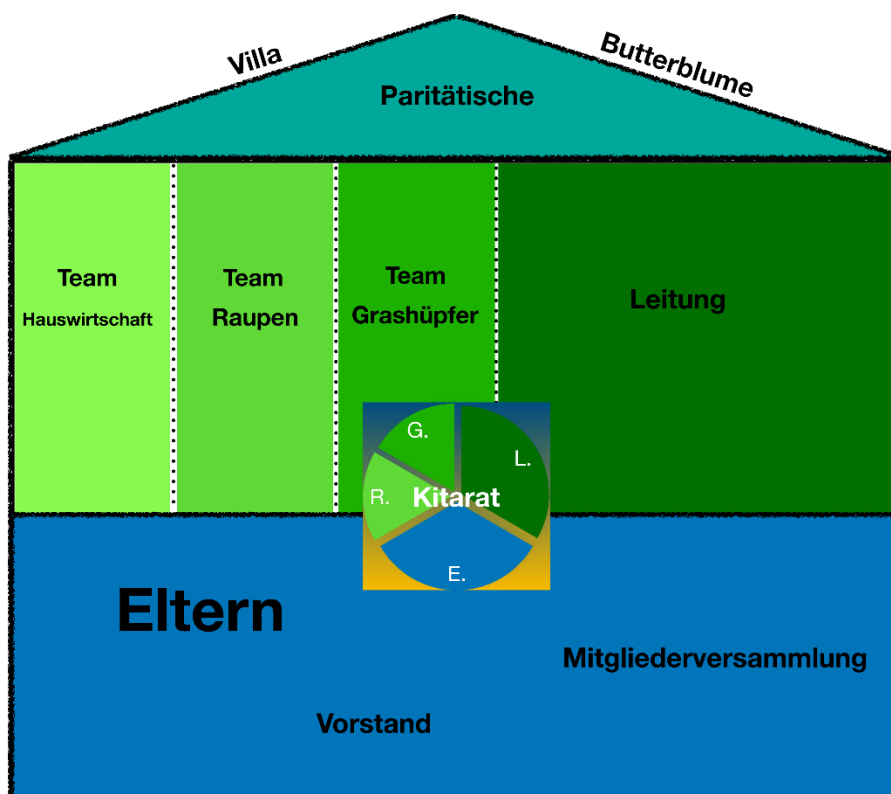 Villa
Butterblume
Paritätische
Team
Hauswirtschaft
Team
Raupen
Team
Grashüpfer
Leitung
G.
L.
R.
Kitarat
E.
Eltern
Mitgliederversammlung
Vorstand